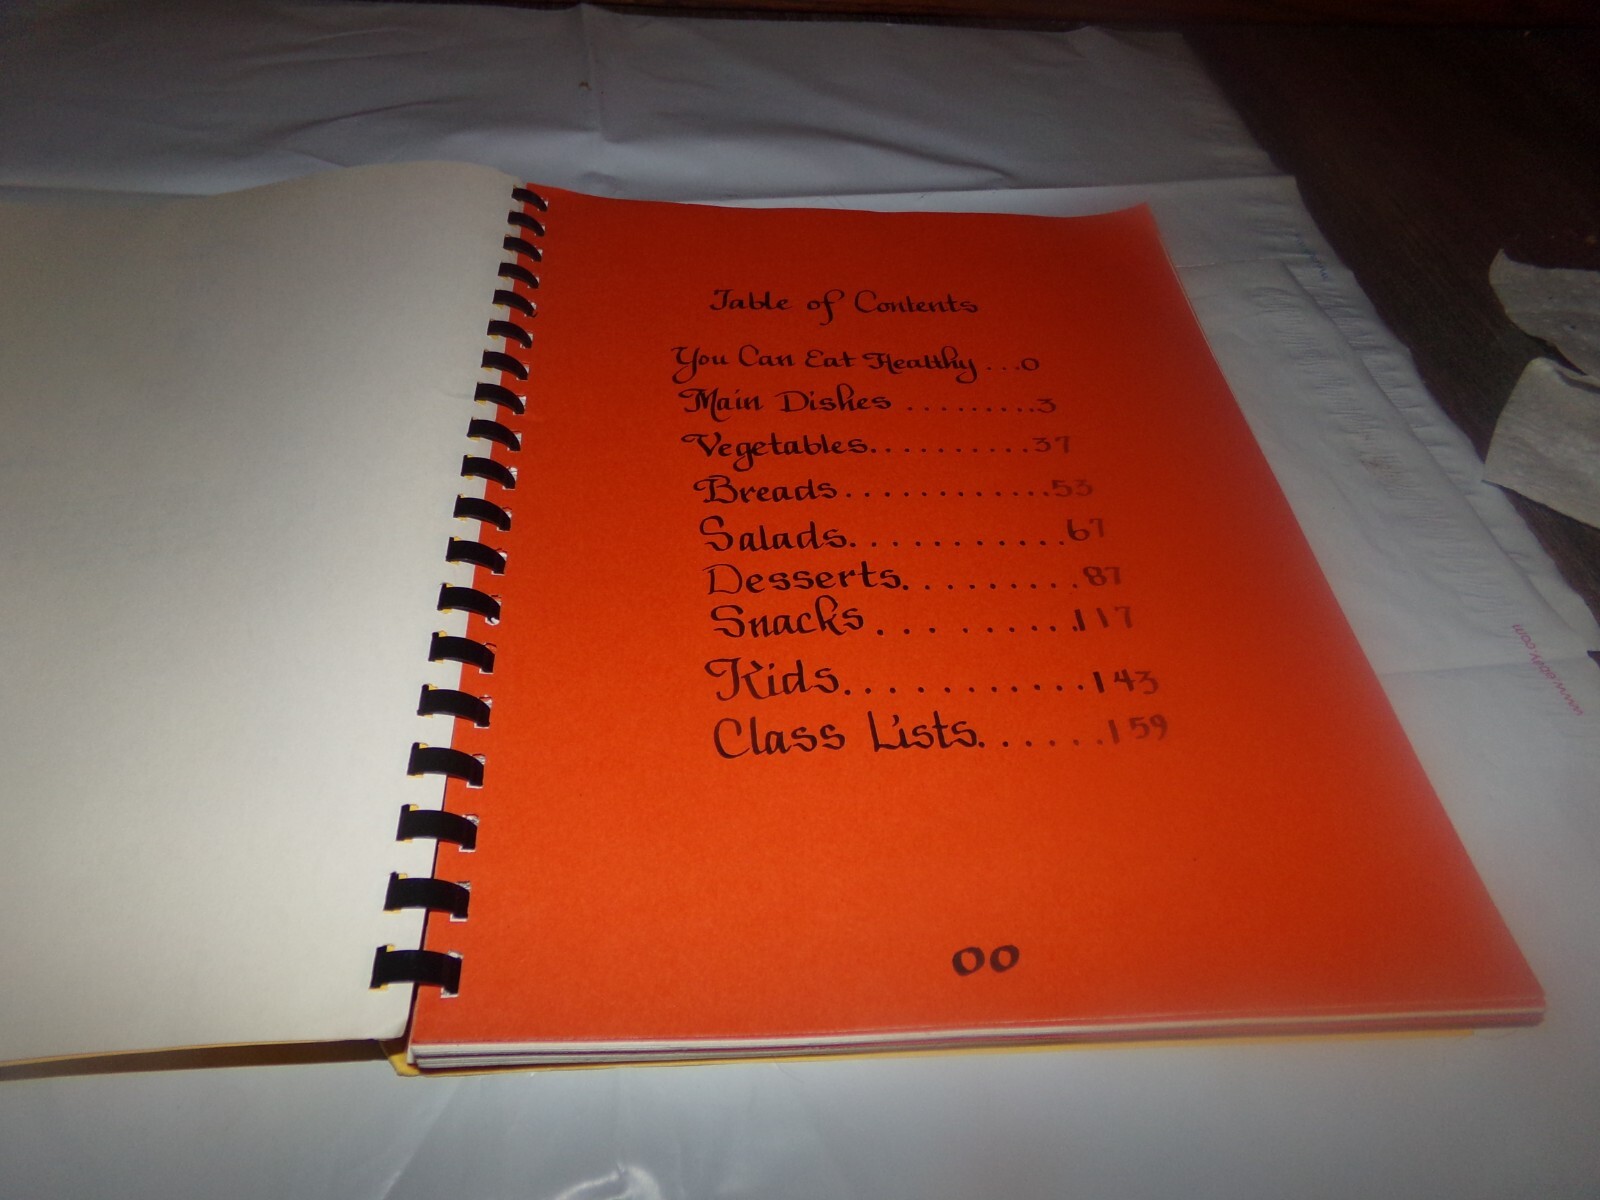 Table of Contents
You Can Eat Healthy ...0
Main Dishes .........3
Vegetables..........37
Breads............53
Salads...........67
Desserts.........87
Snacks.........117
Kids...........143
Class Lists......159
00